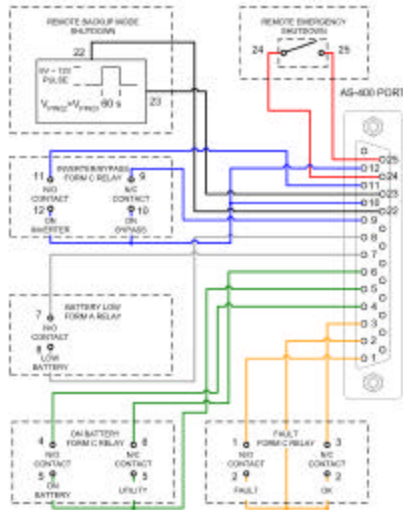 REMOTE BACKUP MODE
SHUTDOWN
22
5V ~ 12V
PULSE
60 s
23
REMOTE EMERGENCY
SHUTDOWN
24
25
AS-400 PORT
INVERTER/BYPASS
FORM C RELAY
11
9
N/O
CONTACT
N/C
CONTACT
12
10
ON
INVERTER
ON
BYPASS
25
12
24
11
23
10
22
9
8
7
6
5
4
3
2
1
BATTERY LOW
FORM A RELAY
7
N/O
CONTACT
8
LOW
BATTERY
ON BATTERY
FORM C RELAY
4
6
N/O
CONTACT
N/C
CONTACT
5
5
ON
BATTERY
UTILITY
FAULT
FORM C RELAY
1
3
N/O
CONTACT
N/C
CONTACT
2
2
FAULT
OK